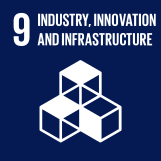 9 INDUSTRY, INNOVATION
AND INFRASTRUCTURE